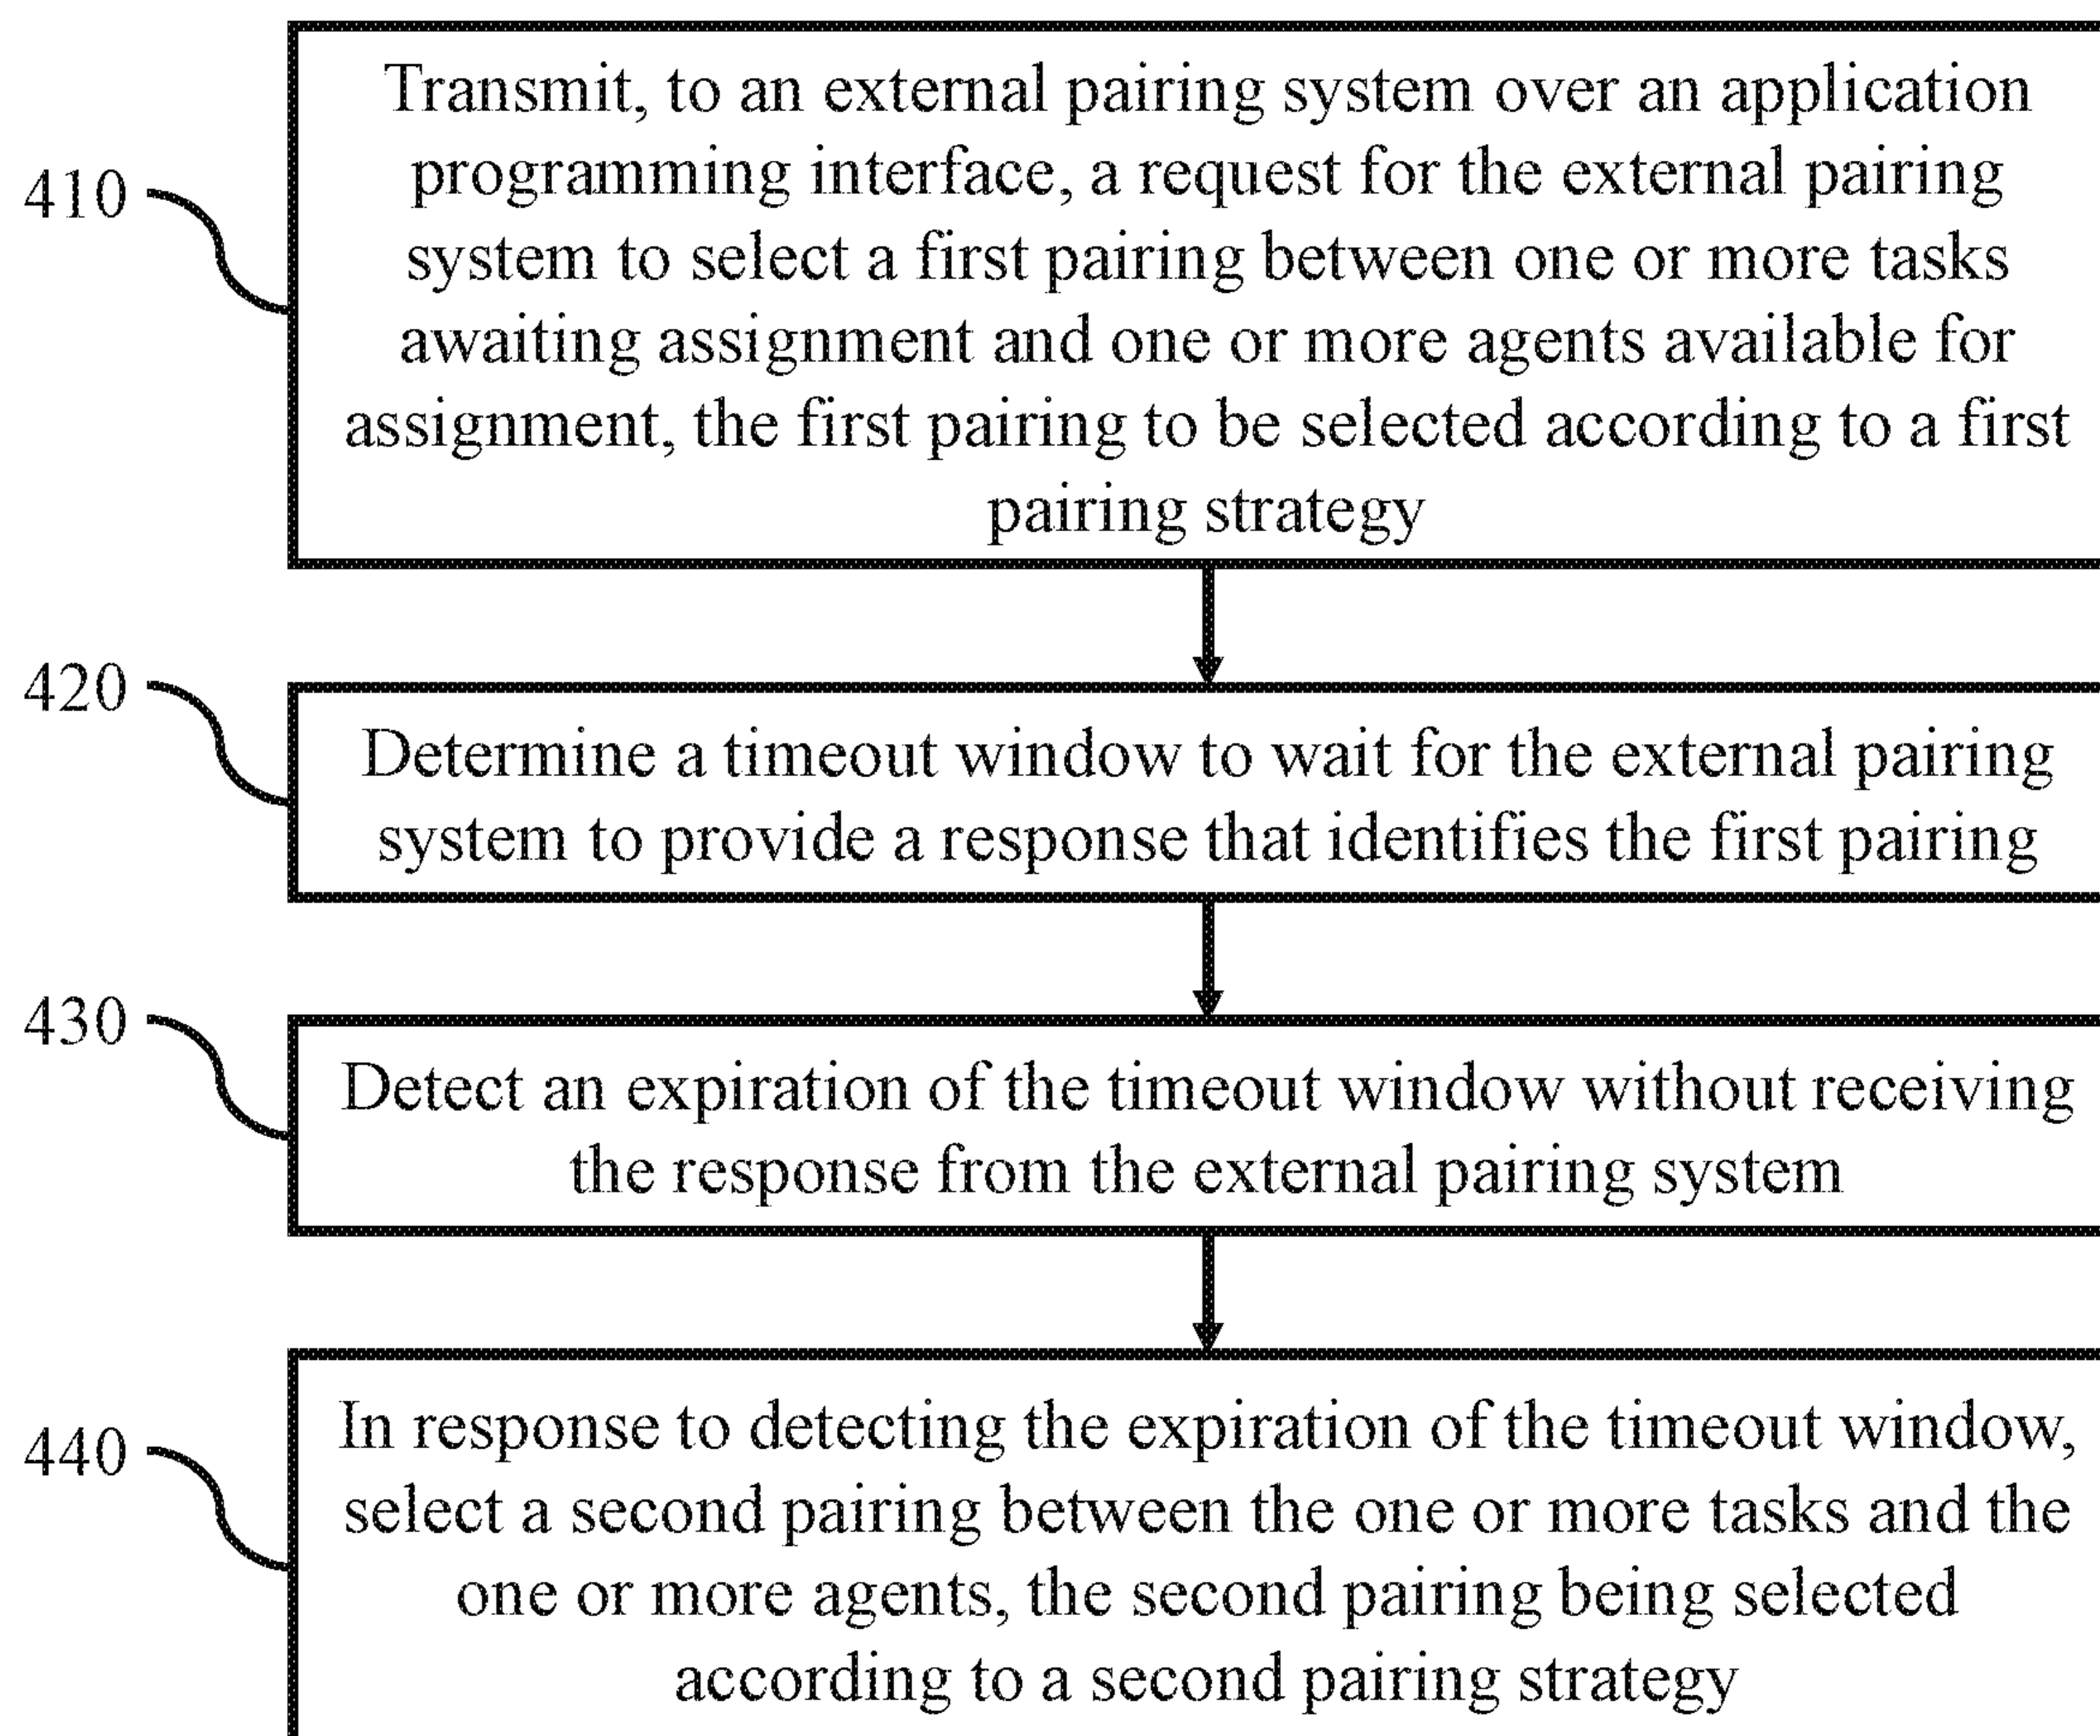 410
Transmit, to an external pairing system over an application
programming interface, a request for the external pairing
system to select a first pairing between one or more tasks
awaiting assignment and one or more agents available for
assignment, the first pairing to be selected according to a first
pairing strategy
420
Determine a timeout window to wait for the external pairing
system to provide a response that identifies the first pairing
430
Detect an expiration of the timeout window without receiving
the response from the external pairing system
440
In response to detecting the expiration of the timeout window,
select a second pairing between the one or more tasks and the
one or more agents, the second pairing being selected
according to a second pairing strategy